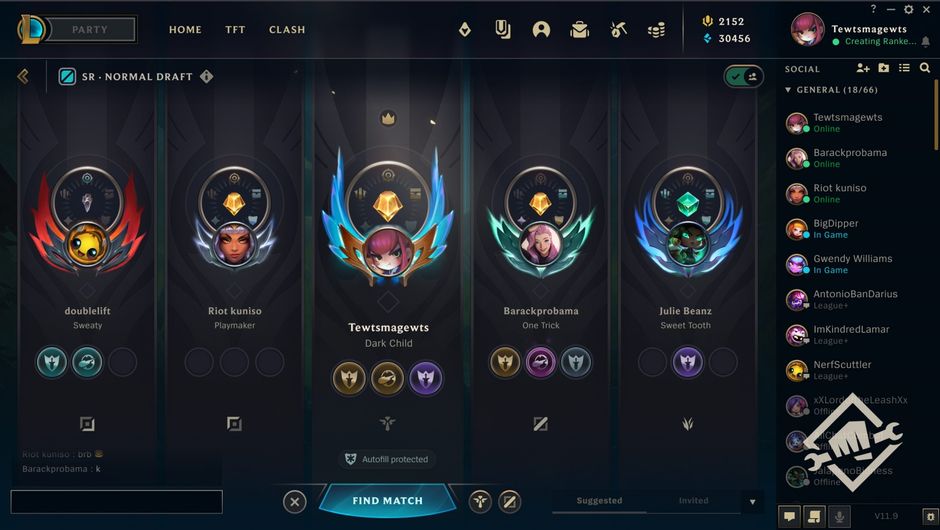 PARTY
HOME
TFT
CLASH
2152
30456
?
Tewtsmagewts
Creating Ranke...
SR · NORMAL DRAFT
SOCIAL
GENERAL (18/66)
Tewtsmagewts
Online
Barackprobama
Online
Riot kuniso
Online
BigDipper
In Game
Gwendy Williams
In Game
AntonioBanDarius
League+
ImKindredLamar
League+
NerfScuttler
League+
doublelift
Sweaty
Riot kuniso
Playmaker
Tewtsmagewts
Dark Child
Barackprobama
One Trick
Julie Beanz
Sweet Tooth
Riot kuniso : brb
Barackprobama : k
Autofill protected
FIND MATCH
Suggested
Invited
Offline
V11.9